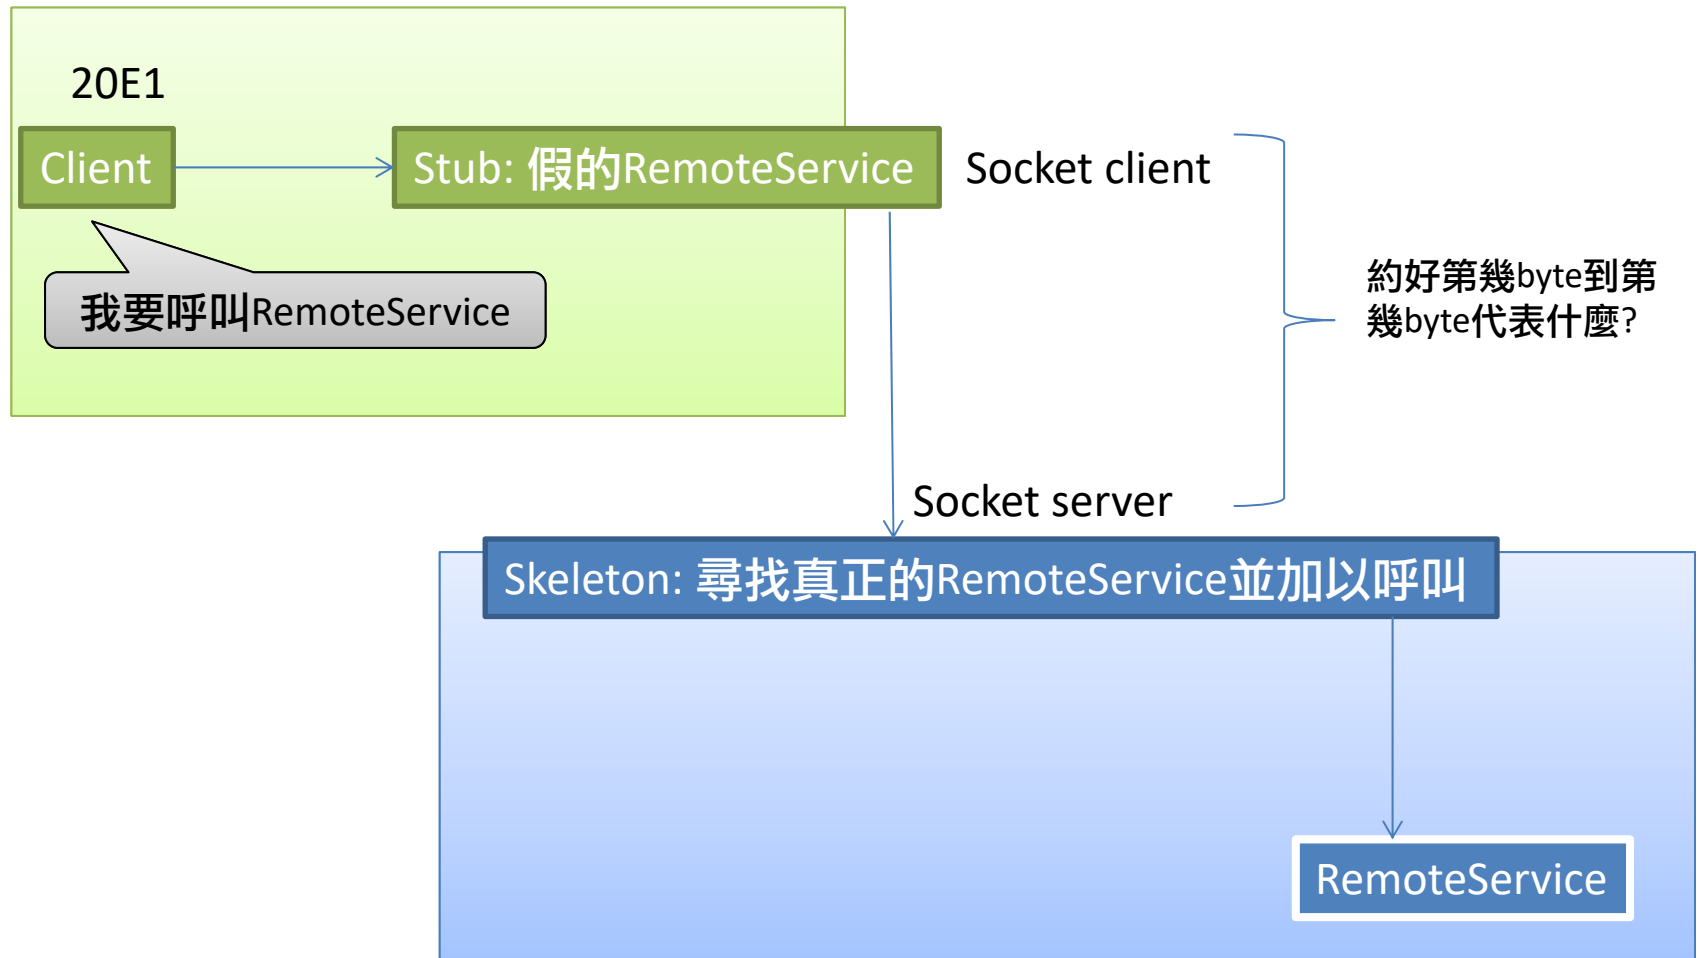 20E1
Client
Stub: 假的RemoteService
Socket client
我要呼叫RemoteService
約好第幾byte到第
幾byte代表什麼?
Socket server
Skeleton: 尋找真正的RemoteService並加以呼叫
RemoteService